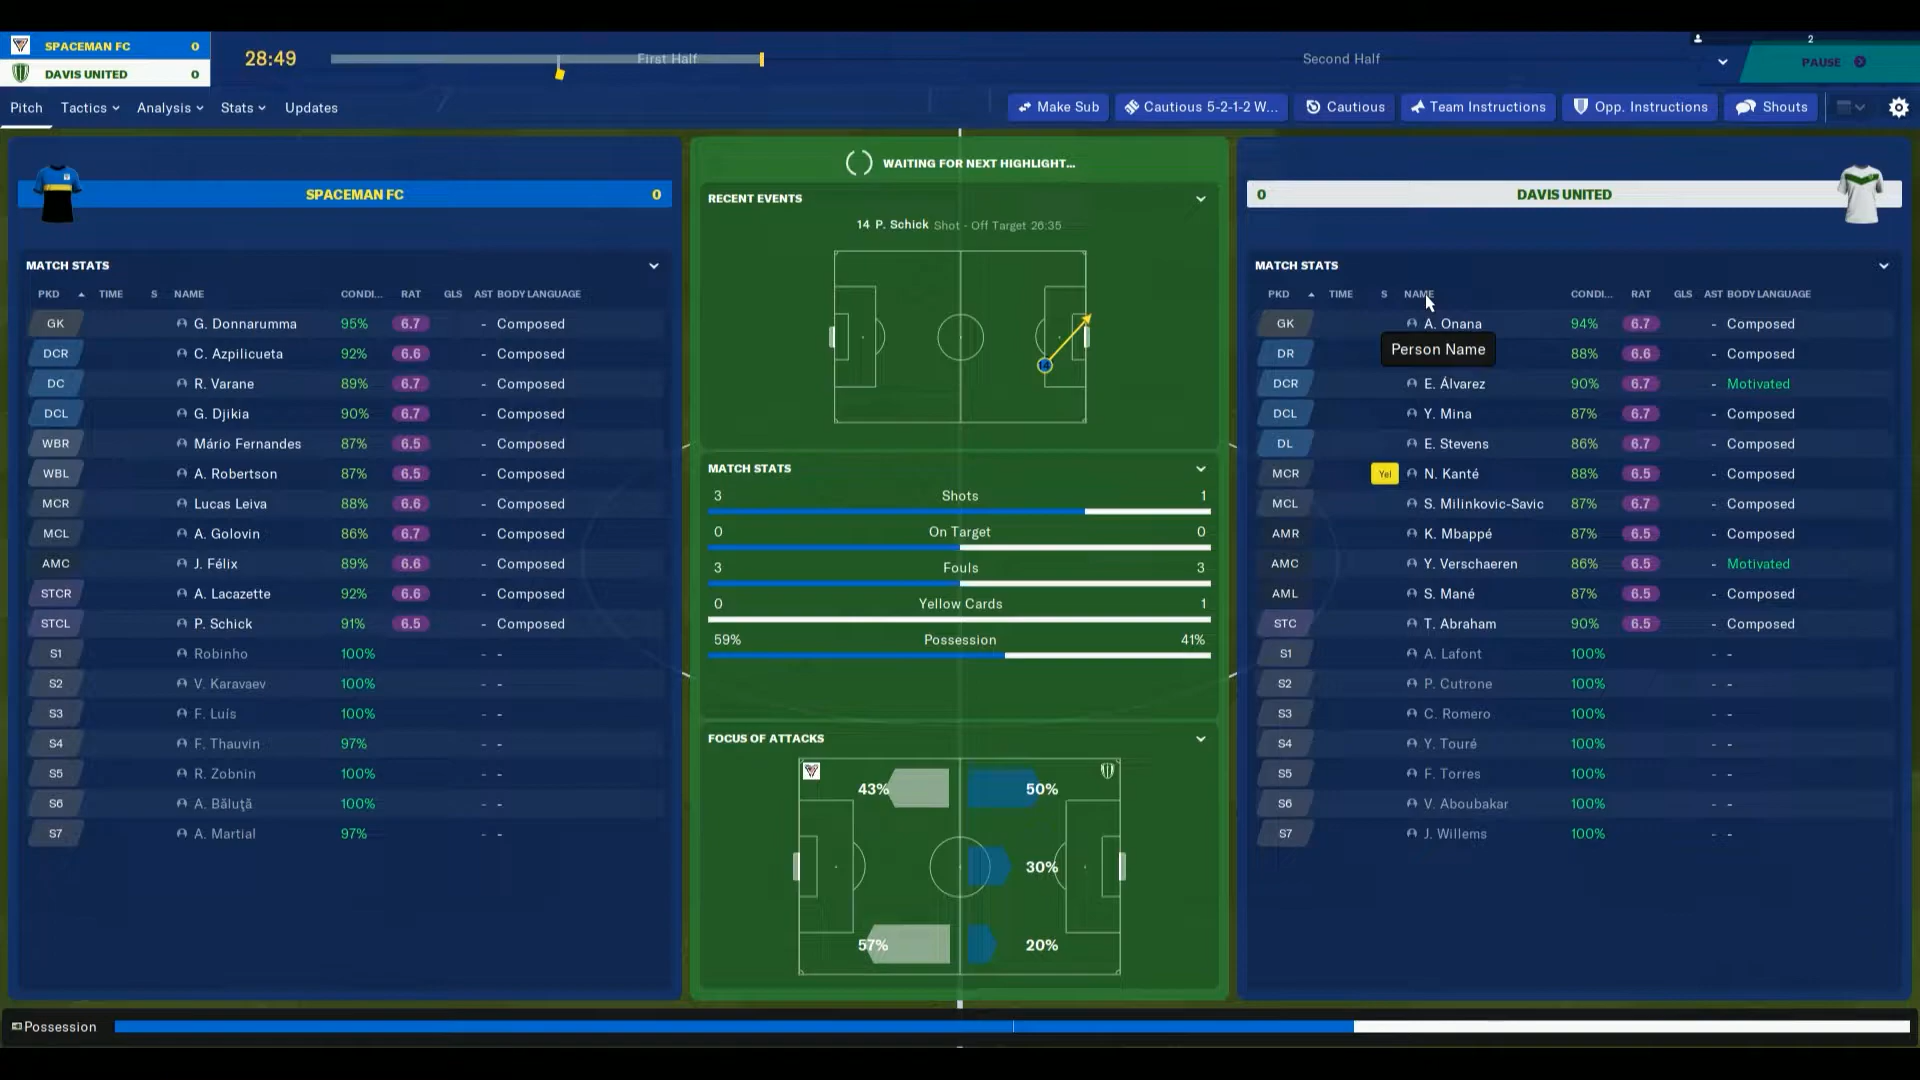 SPACEMAN FC 0
DAVIS UNITED 0
28:49
First Half
Second Half
2
PAUSE
Pitch Tactics Analysis Stats Updates
Make Sub Cautious 5-2-1-2 W... Cautious Team Instructions Opp. Instructions Shouts
SPACEMAN FC 0
MATCH STATS
PKD TIME S NAME CONDI... RAT GLS AST BODY LANGUAGE
GK G. Donnarumma 95% 6.7 - Composed
DCR C. Azpilicueta 92% 6.6 - Composed
DC R. Varane 89% 6.7 - Composed
DCL G. Djikia 90% 6.7 - Composed
WBR Mário Fernandes 87% 6.5 - Composed
WBL A. Robertson 87% 6.5 - Composed
MCR Lucas Leiva 88% 6.6 - Composed
MCL A. Golovin 86% 6.7 - Composed
AMC J. Félix 89% 6.6 - Composed
STCR A. Lacazette 92% 6.6 - Composed
STCL P. Schick 91% 6.5 - Composed
S1 Robinho 100% - -
S2 V. Karavaev 100% - -
S3 F. Luís 100% - -
S4 F. Thauvin 97% - -
S5 R. Zobnin 100% - -
S6 A. Băluţă 100% - -
S7 A. Martial 97% - -
WAITING FOR NEXT HIGHLIGHT...
RECENT EVENTS
14 P. Schick Shot - Off Target 26:35
MATCH STATS
3 Shots 1
0 On Target 0
3 Fouls 3
0 Yellow Cards 1
59% Possession 41%
FOCUS OF ATTACKS
43% 50%
30%
57% 20%
0 DAVIS UNITED
MATCH STATS
PKD TIME S NAME CONDI... RAT GLS AST BODY LANGUAGE
GK A. Onana 94% 6.7 - Composed
Person Name
DR 88% 6.6 - Composed
DCR E. Álvarez 90% 6.7 - Motivated
DCL Y. Mina 87% 6.7 - Composed
DL E. Stevens 86% 6.7 - Composed
MCR Yel N. Kanté 88% 6.5 - Composed
MCL S. Milinkovic-Savic 87% 6.7 - Composed
AMR K. Mbappé 87% 6.5 - Composed
AMC Y. Verschaeren 86% 6.5 - Motivated
AML S. Mané 87% 6.5 - Composed
STC T. Abraham 90% 6.5 - Composed
S1 A. Lafont 100% - -
S2 P. Cutrone 100% - -
S3 C. Romero 100% - -
S4 Y. Touré 100% - -
S5 F. Torres 100% - -
S6 V. Aboubakar 100% - -
S7 J. Willems 100% - -
Possession